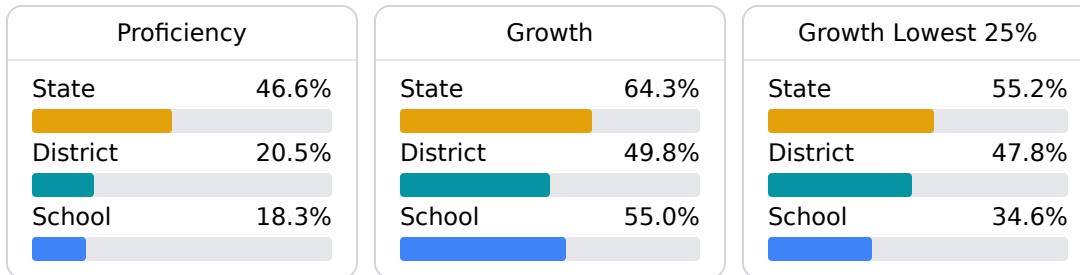 Proficiency
State 46.6%
District 20.5%
School 18.3%
Growth
State 64.3%
District 49.8%
School 55.0%
Growth Lowest 25%
State 55.2%
District 47.8%
School 34.6%